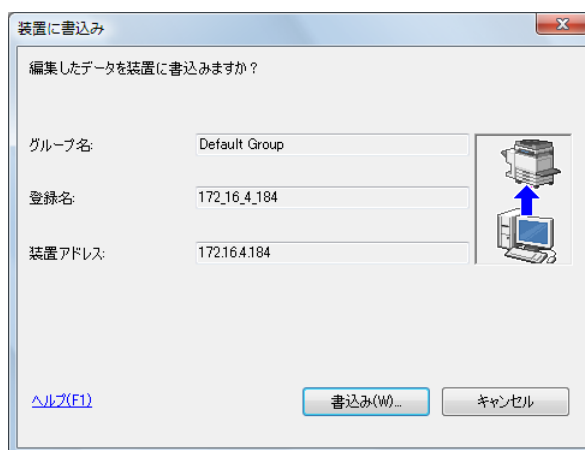 装置に書込み
編集したデータを装置に書込みますか？
グループ名: Default Group
登録名: 172_16_4_184
装置アドレス: 172.16.4.184
ヘルプ(F1) 書込み(W)... キャンセル